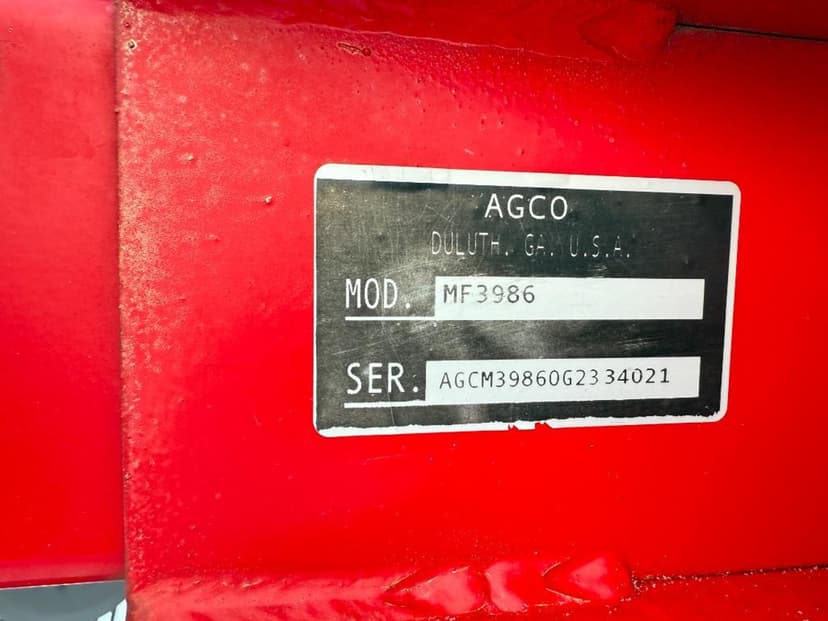 AGCO
DULUTH. GA. U.S.A.
MOD. MF3986
SER. AGCM39860G2334021